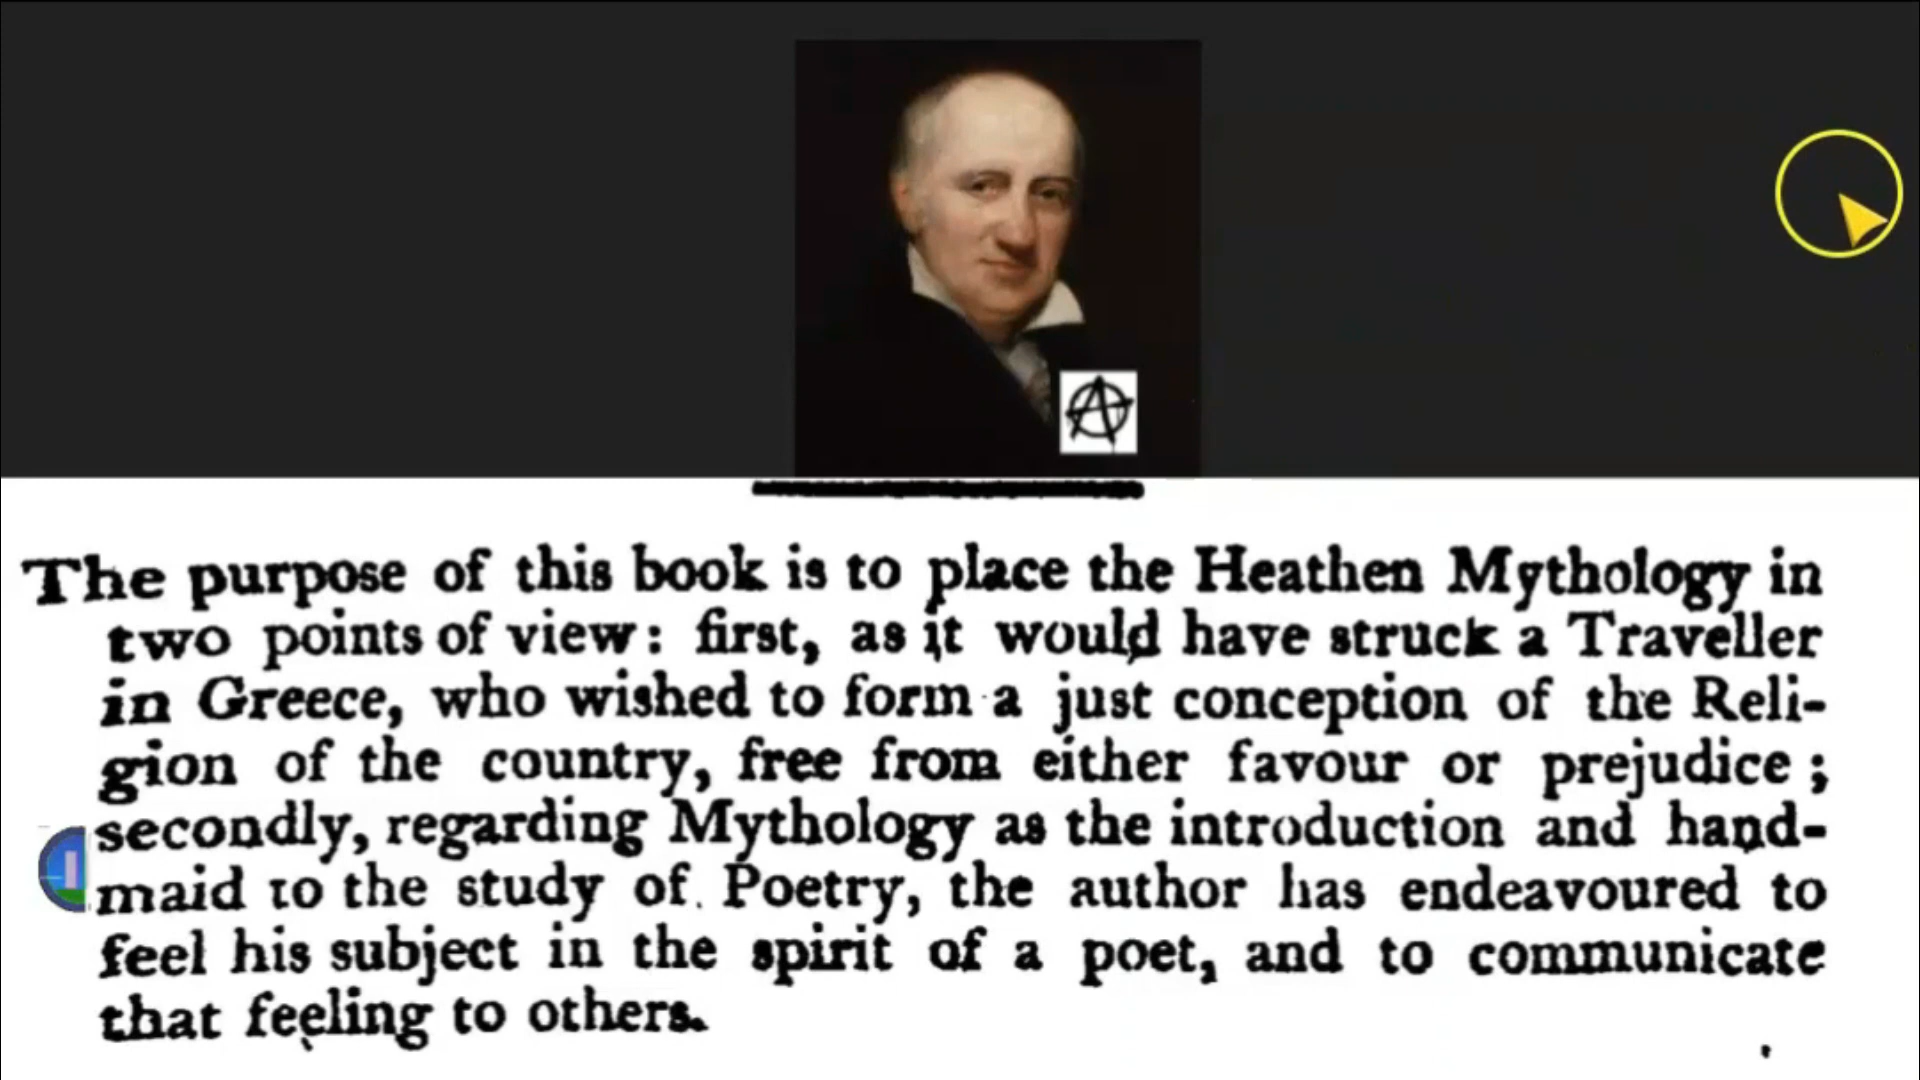 The purpose of this book is to place the Heathen Mythology in
two points of view: first, as it would have struck a Traveller
in Greece, who wished to form a just conception of the Reli-
gion of the country, free from either favour or prejudice;
secondly, regarding Mythology as the introduction and hand-
maid to the study of Poetry, the author has endeavoured to
feel his subject in the spirit of a poet, and to communicate
that feeling to others.